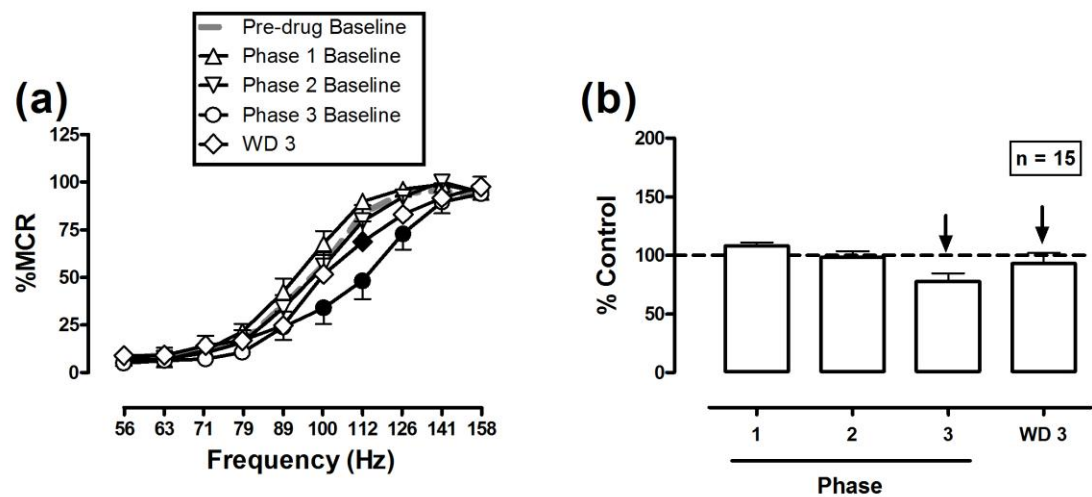 Pre-drug Baseline
Phase 1 Baseline
Phase 2 Baseline
Phase 3 Baseline
WD 3
(a)
125
100
75
50
25
0
%MCR
56 63 71 79 89 100 112 126 141 158
Frequency (Hz)
(b)
200
150
100
50
0
% Control
n = 15
1 2 3 WD 3
Phase